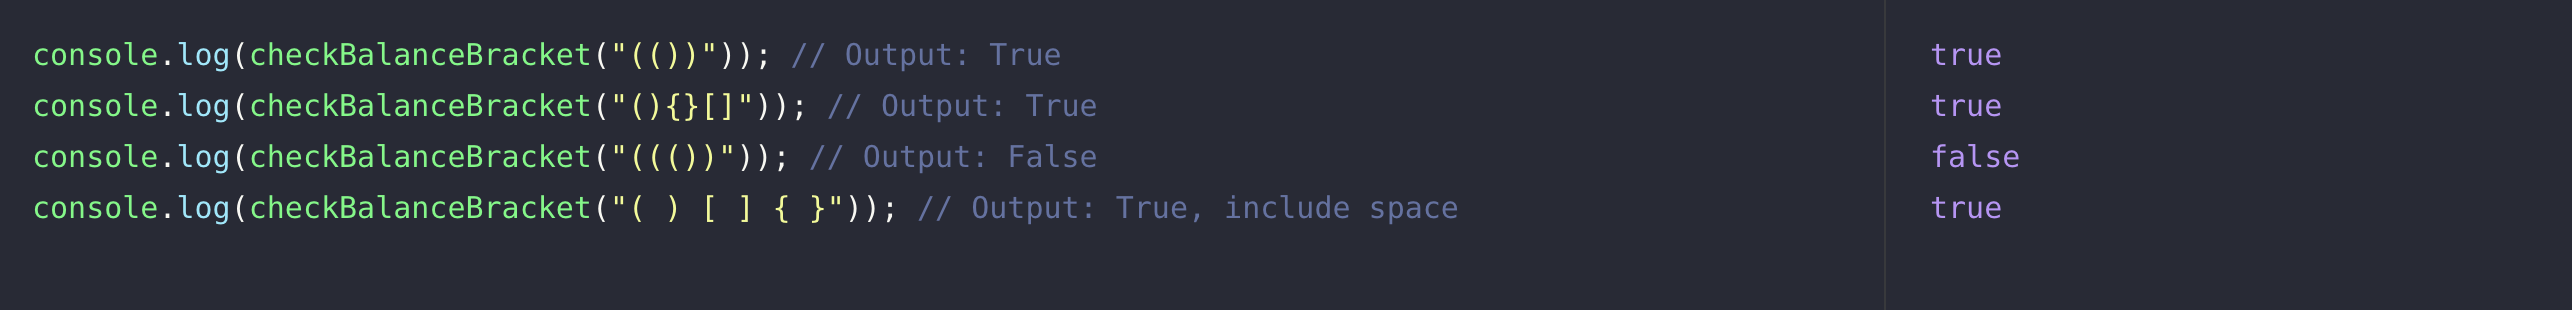 console.log(checkBalanceBracket("(())")); // Output: True
true
console.log(checkBalanceBracket("(){}[]")); // Output: True
true
console.log(checkBalanceBracket("((())")); // Output: False
false
console.log(checkBalanceBracket("( ) [ ] { }")); // Output: True, include space
true